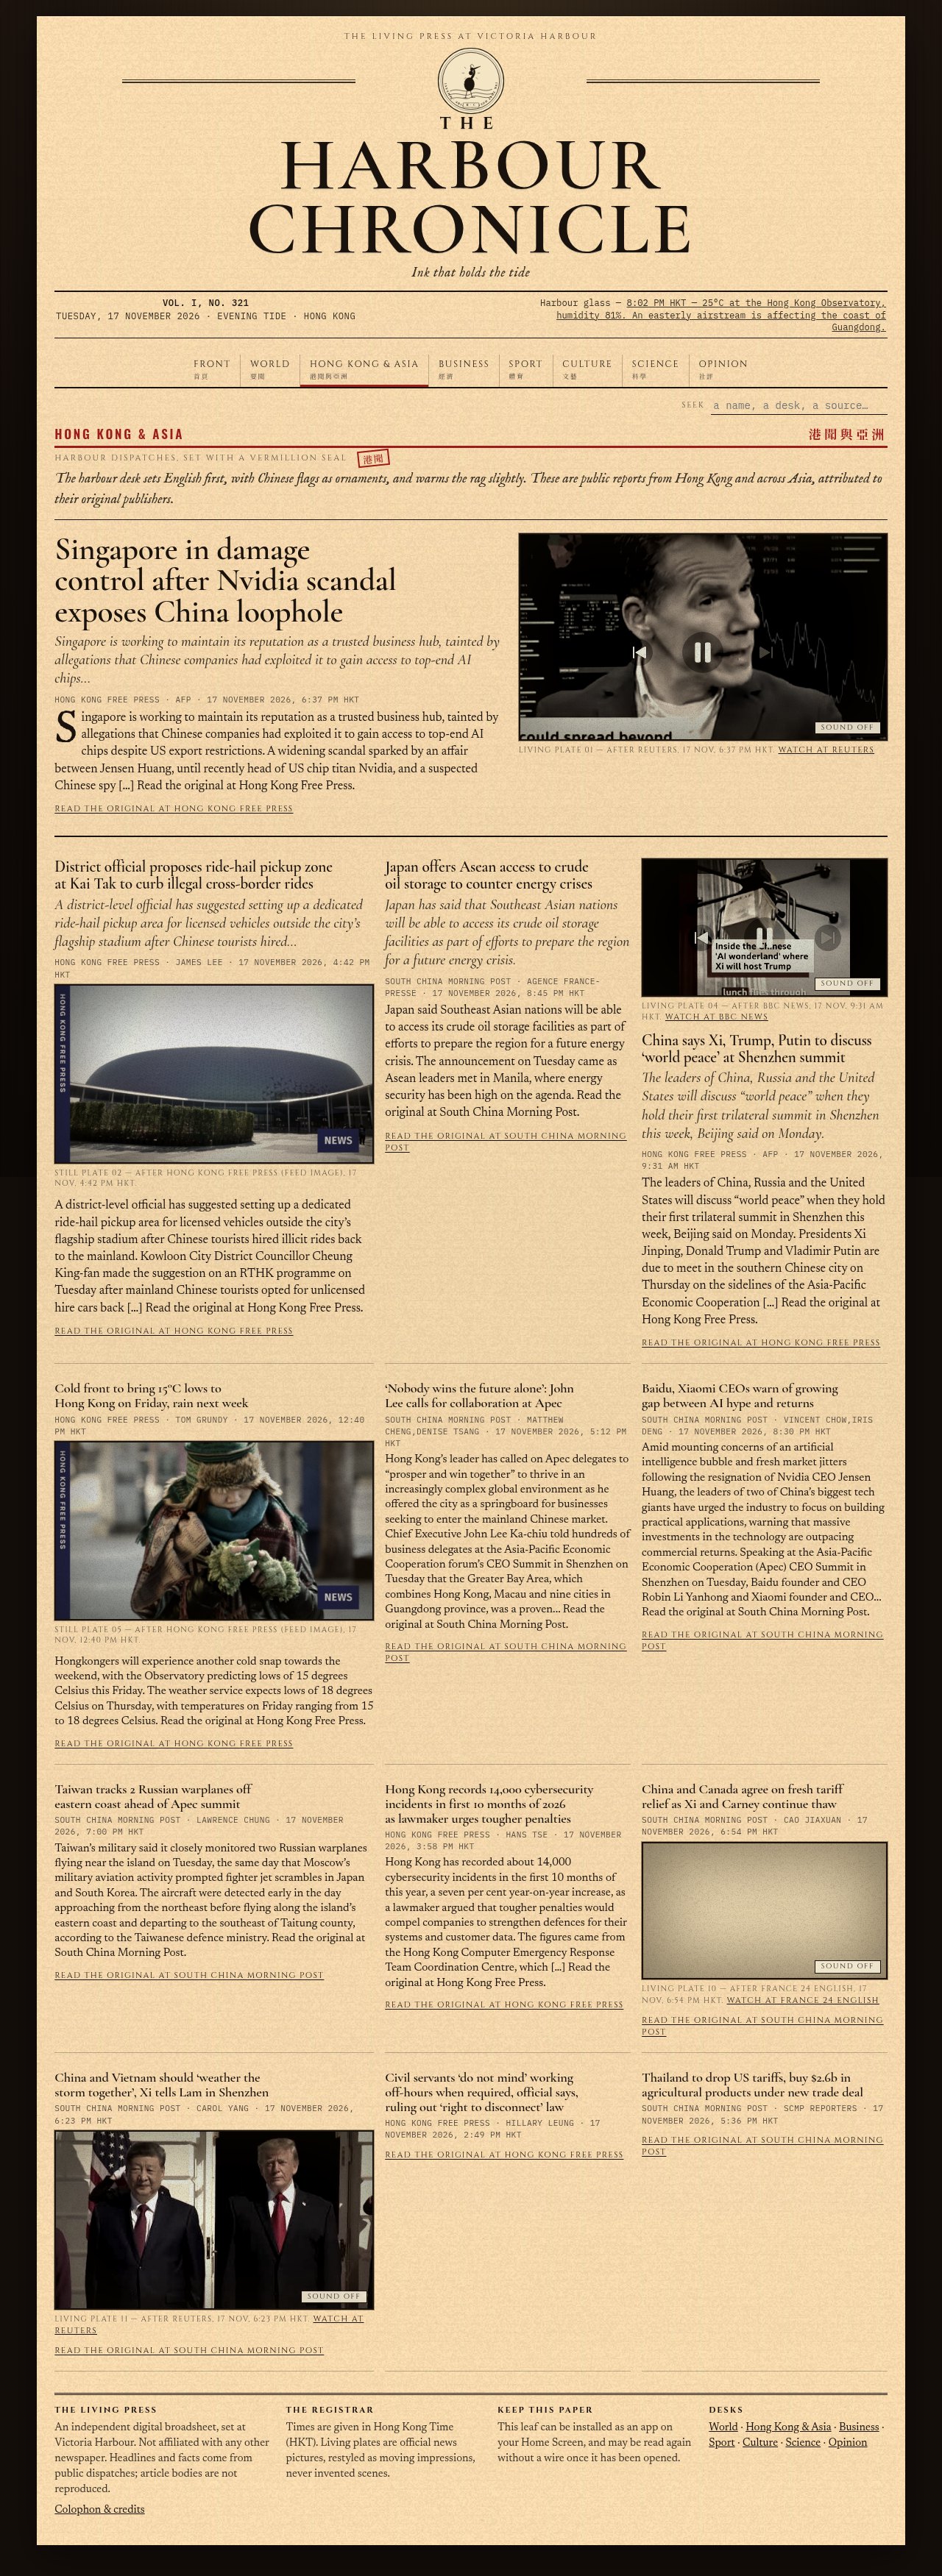 THE LIVING PRESS AT VICTORIA HARBOUR
THE
HARBOUR
CHRONICLE
Ink that holds the tide
VOL. I, NO. 321
TUESDAY, 17 NOVEMBER 2026 · EVENING TIDE · HONG KONG
Harbour glass — 8:02 PM HKT — 25°C at the Hong Kong Observatory,
humidity 81%. An easterly airstream is affecting the coast of
Guangdong.
FRONT WORLD HONG KONG & ASIA BUSINESS SPORT CULTURE SCIENCE OPINION
首頁 要聞 港聞與亞洲 經濟 體育 文藝 科學 社評
SEEK a name, a desk, a source…
HONG KONG & ASIA 港聞與亞洲
HARBOUR DISPATCHES, SET WITH A VERMILLION SEAL 港聞
The harbour desk sets English first, with Chinese flags as ornaments, and warms the rag slightly. These are public reports from Hong Kong and across Asia, attributed to
their original publishers.
Singapore in damage
control after Nvidia scandal
exposes China loophole
Singapore is working to maintain its reputation as a trusted business hub, tainted by
allegations that Chinese companies had exploited it to gain access to top-end AI
chips…
HONG KONG FREE PRESS · AFP · 17 NOVEMBER 2026, 6:37 PM HKT
Singapore is working to maintain its reputation as a trusted business hub, tainted by
allegations that Chinese companies had exploited it to gain access to top-end AI
chips despite US export restrictions. A widening scandal sparked by an affair
between Jensen Huang, until recently head of US chip titan Nvidia, and a suspected
Chinese spy [...] Read the original at Hong Kong Free Press.
READ THE ORIGINAL AT HONG KONG FREE PRESS
could spread beyond
SOUND OFF
LIVING PLATE 01 — AFTER REUTERS, 17 NOV, 6:37 PM HKT. WATCH AT REUTERS
District official proposes ride-hail pickup zone
at Kai Tak to curb illegal cross-border rides
A district-level official has suggested setting up a dedicated
ride-hail pickup area for licensed vehicles outside the city’s
flagship stadium after Chinese tourists hired…
HONG KONG FREE PRESS · JAMES LEE · 17 NOVEMBER 2026, 4:42 PM
HKT
HONG KONG FREE PRESS
NEWS
STILL PLATE 02 — AFTER HONG KONG FREE PRESS (FEED IMAGE), 17
NOV, 4:42 PM HKT.
A district-level official has suggested setting up a dedicated
ride-hail pickup area for licensed vehicles outside the city’s
flagship stadium after Chinese tourists hired illicit rides back
to the mainland. Kowloon City District Councillor Cheung
King-fan made the suggestion on an RTHK programme on
Tuesday after mainland Chinese tourists opted for unlicensed
hire cars back [...] Read the original at Hong Kong Free Press.
READ THE ORIGINAL AT HONG KONG FREE PRESS
Japan offers Asean access to crude
oil storage to counter energy crises
Japan has said that Southeast Asian nations
will be able to access its crude oil storage
facilities as part of efforts to prepare the region
for a future energy crisis.
SOUTH CHINA MORNING POST · AGENCE FRANCE-
PRESSE · 17 NOVEMBER 2026, 8:45 PM HKT
Japan said Southeast Asian nations will be able
to access its crude oil storage facilities as part of
efforts to prepare the region for a future energy
crisis. The announcement on Tuesday came as
Asean leaders met in Manila, where energy
security has been high on the agenda. Read the
original at South China Morning Post.
READ THE ORIGINAL AT SOUTH CHINA MORNING
POST
Inside the Chinese
'AI wonderland' where
Xi will host Trump
SOUND OFF
LIVING PLATE 04 — AFTER BBC NEWS, 17 NOV, 9:31 AM
HKT. WATCH AT BBC NEWS
China says Xi, Trump, Putin to discuss
‘world peace’ at Shenzhen summit
The leaders of China, Russia and the United
States will discuss “world peace” when they
hold their first trilateral summit in Shenzhen
this week, Beijing said on Monday.
HONG KONG FREE PRESS · AFP · 17 NOVEMBER 2026,
9:31 AM HKT
The leaders of China, Russia and the United
States will discuss “world peace” when they hold
their first trilateral summit in Shenzhen this
week, Beijing said on Monday. Presidents Xi
Jinping, Donald Trump and Vladimir Putin are
due to meet in the southern Chinese city on
Thursday on the sidelines of the Asia-Pacific
Economic Cooperation [...] Read the original at
Hong Kong Free Press.
READ THE ORIGINAL AT HONG KONG FREE PRESS
Cold front to bring 15°C lows to
Hong Kong on Friday, rain next week
HONG KONG FREE PRESS · TOM GRUNDY · 17 NOVEMBER 2026, 12:40
PM HKT
HONG KONG FREE PRESS
NEWS
STILL PLATE 05 — AFTER HONG KONG FREE PRESS (FEED IMAGE), 17
NOV, 12:40 PM HKT.
Hongkongers will experience another cold snap towards the
weekend, with the Observatory predicting lows of 15 degrees
Celsius this Friday. The weather service expects lows of 18 degrees
Celsius on Thursday, with temperatures on Friday ranging from 15
to 18 degrees Celsius. Read the original at Hong Kong Free Press.
READ THE ORIGINAL AT HONG KONG FREE PRESS
‘Nobody wins the future alone’: John
Lee calls for collaboration at Apec
SOUTH CHINA MORNING POST · MATTHEW
CHENG,DENISE TSANG · 17 NOVEMBER 2026, 5:12 PM
HKT
Hong Kong’s leader has called on Apec delegates to
“prosper and win together” to thrive in an
increasingly complex global environment as he
offered the city as a springboard for businesses
seeking to enter the mainland Chinese market.
Chief Executive John Lee Ka-chiu told hundreds of
business delegates at the Asia-Pacific Economic
Cooperation forum’s CEO Summit in Shenzhen on
Tuesday that the Greater Bay Area, which
combines Hong Kong, Macau and nine cities in
Guangdong province, was a proven... Read the
original at South China Morning Post.
READ THE ORIGINAL AT SOUTH CHINA MORNING
POST
Baidu, Xiaomi CEOs warn of growing
gap between AI hype and returns
SOUTH CHINA MORNING POST · VINCENT CHOW,IRIS
DENG · 17 NOVEMBER 2026, 8:30 PM HKT
Amid mounting concerns of an artificial
intelligence bubble and fresh market jitters
following the resignation of Nvidia CEO Jensen
Huang, the leaders of two of China’s biggest tech
giants have urged the industry to focus on building
practical applications, warning that massive
investments in the technology are outpacing
commercial returns. Speaking at the Asia-Pacific
Economic Cooperation (Apec) CEO Summit in
Shenzhen on Tuesday, Baidu founder and CEO
Robin Li Yanhong and Xiaomi founder and CEO...
Read the original at South China Morning Post.
READ THE ORIGINAL AT SOUTH CHINA MORNING
POST
Taiwan tracks 2 Russian warplanes off
eastern coast ahead of Apec summit
SOUTH CHINA MORNING POST · LAWRENCE CHUNG · 17 NOVEMBER
2026, 7:00 PM HKT
Taiwan’s military said it closely monitored two Russian warplanes
flying near the island on Tuesday, the same day that Moscow’s
military aviation activity prompted fighter jet scrambles in Japan
and South Korea. The aircraft were detected early in the day
approaching from the northeast before flying along the island’s
eastern coast and departing to the southeast of Taitung county,
according to the Taiwanese defence ministry. Read the original at
South China Morning Post.
READ THE ORIGINAL AT SOUTH CHINA MORNING POST
Hong Kong records 14,000 cybersecurity
incidents in first 10 months of 2026
as lawmaker urges tougher penalties
HONG KONG FREE PRESS · HANS TSE · 17 NOVEMBER
2026, 3:58 PM HKT
Hong Kong has recorded about 14,000
cybersecurity incidents in the first 10 months of
this year, a seven per cent year-on-year increase, as
a lawmaker argued that tougher penalties would
compel companies to strengthen defences for their
systems and customer data. The figures came from
the Hong Kong Computer Emergency Response
Team Coordination Centre, which [...] Read the
original at Hong Kong Free Press.
READ THE ORIGINAL AT HONG KONG FREE PRESS
China and Canada agree on fresh tariff
relief as Xi and Carney continue thaw
SOUTH CHINA MORNING POST · CAO JIAXUAN · 17
NOVEMBER 2026, 6:54 PM HKT
SOUND OFF
LIVING PLATE 10 — AFTER FRANCE 24 ENGLISH, 17
NOV, 6:54 PM HKT. WATCH AT FRANCE 24 ENGLISH
READ THE ORIGINAL AT SOUTH CHINA MORNING
POST
China and Vietnam should ‘weather the
storm together’, Xi tells Lam in Shenzhen
SOUTH CHINA MORNING POST · CAROL YANG · 17 NOVEMBER 2026,
6:23 PM HKT
SOUND OFF
LIVING PLATE 11 — AFTER REUTERS, 17 NOV, 6:23 PM HKT. WATCH AT
REUTERS
READ THE ORIGINAL AT SOUTH CHINA MORNING POST
Civil servants ‘do not mind’ working
off-hours when required, official says,
ruling out ‘right to disconnect’ law
HONG KONG FREE PRESS · HILLARY LEUNG · 17
NOVEMBER 2026, 2:49 PM HKT
READ THE ORIGINAL AT HONG KONG FREE PRESS
Thailand to drop US tariffs, buy $2.6b in
agricultural products under new trade deal
SOUTH CHINA MORNING POST · SCMP REPORTERS · 17
NOVEMBER 2026, 5:36 PM HKT
READ THE ORIGINAL AT SOUTH CHINA MORNING
POST
THE LIVING PRESS
An independent digital broadsheet, set at
Victoria Harbour. Not affiliated with any other
newspaper. Headlines and facts come from
public dispatches; article bodies are not
reproduced.
Colophon & credits
THE REGISTRAR
Times are given in Hong Kong Time
(HKT). Living plates are official news
pictures, restyled as moving impressions,
never invented scenes.
KEEP THIS PAPER
This leaf can be installed as an app on
your Home Screen, and may be read again
without a wire once it has been opened.
DESKS
World · Hong Kong & Asia · Business ·
Sport · Culture · Science · Opinion